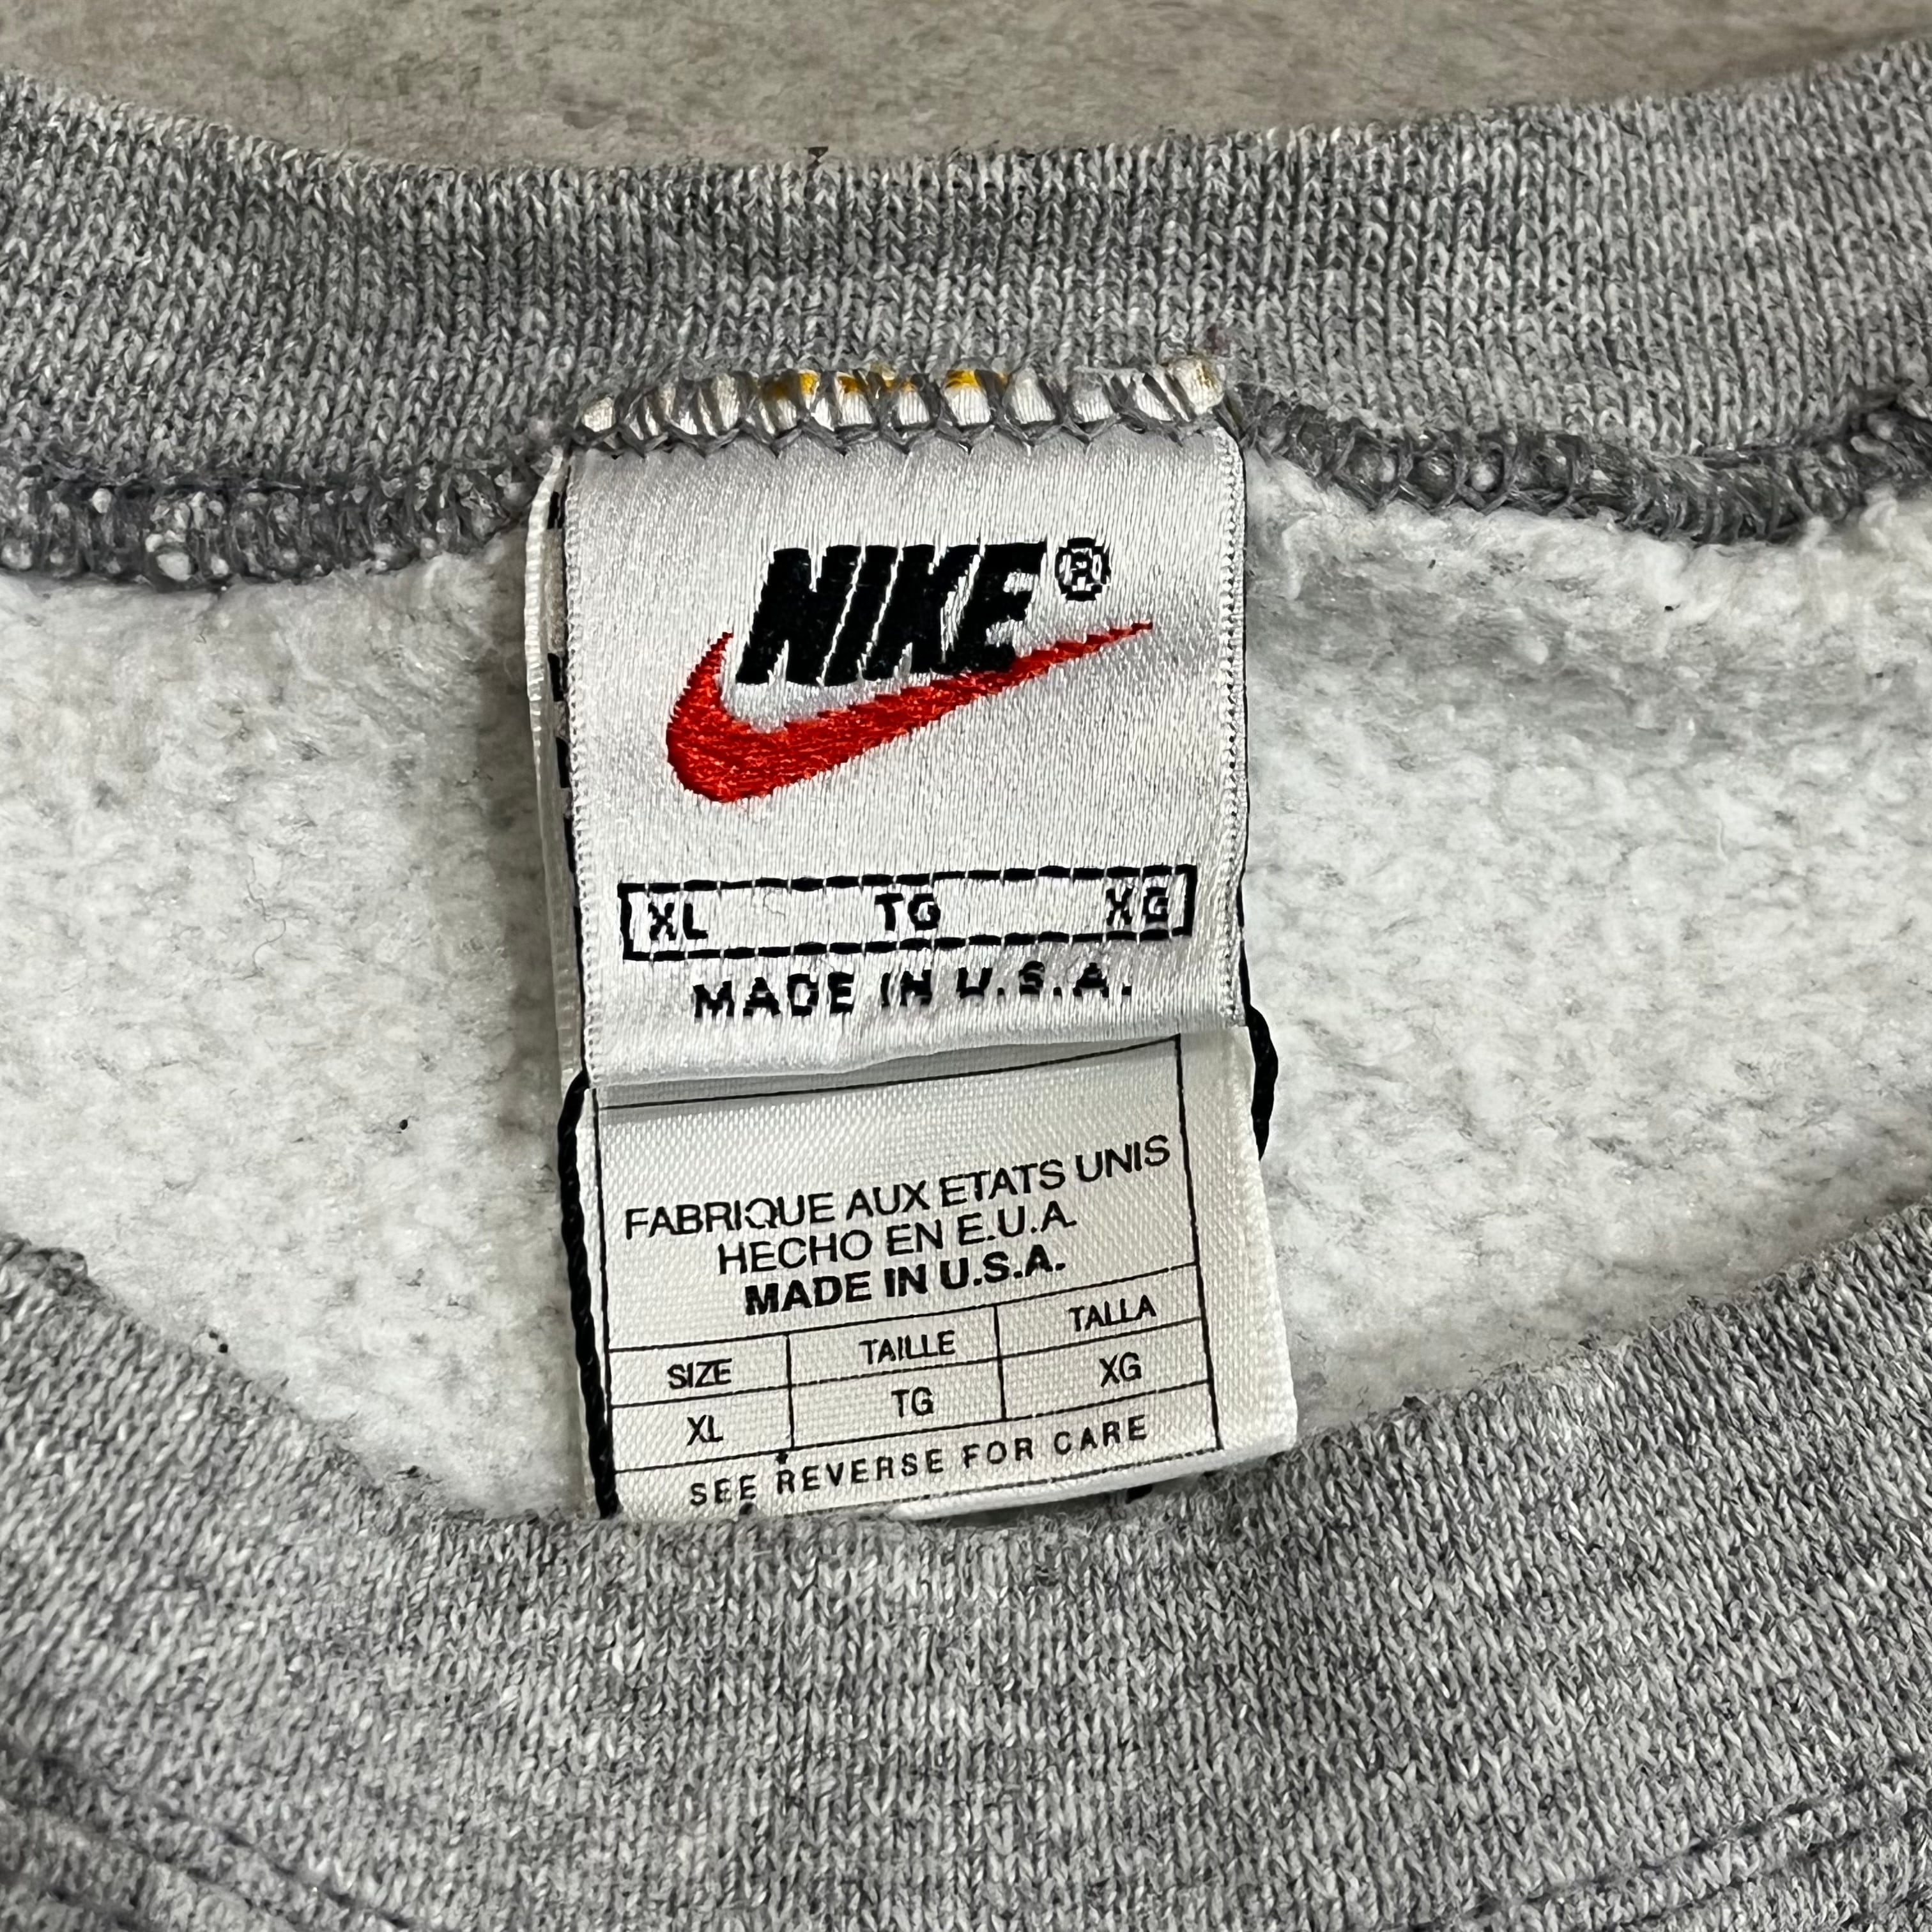 NIKE®
XL TG XG
MADE IN U.S.A.
FABRIQUE AUX ETATS UNIS
HECHO EN E.U.A.
MADE IN U.S.A.
SIZE TAILLE TALLA
XL TG XG
SEE REVERSE FOR CARE